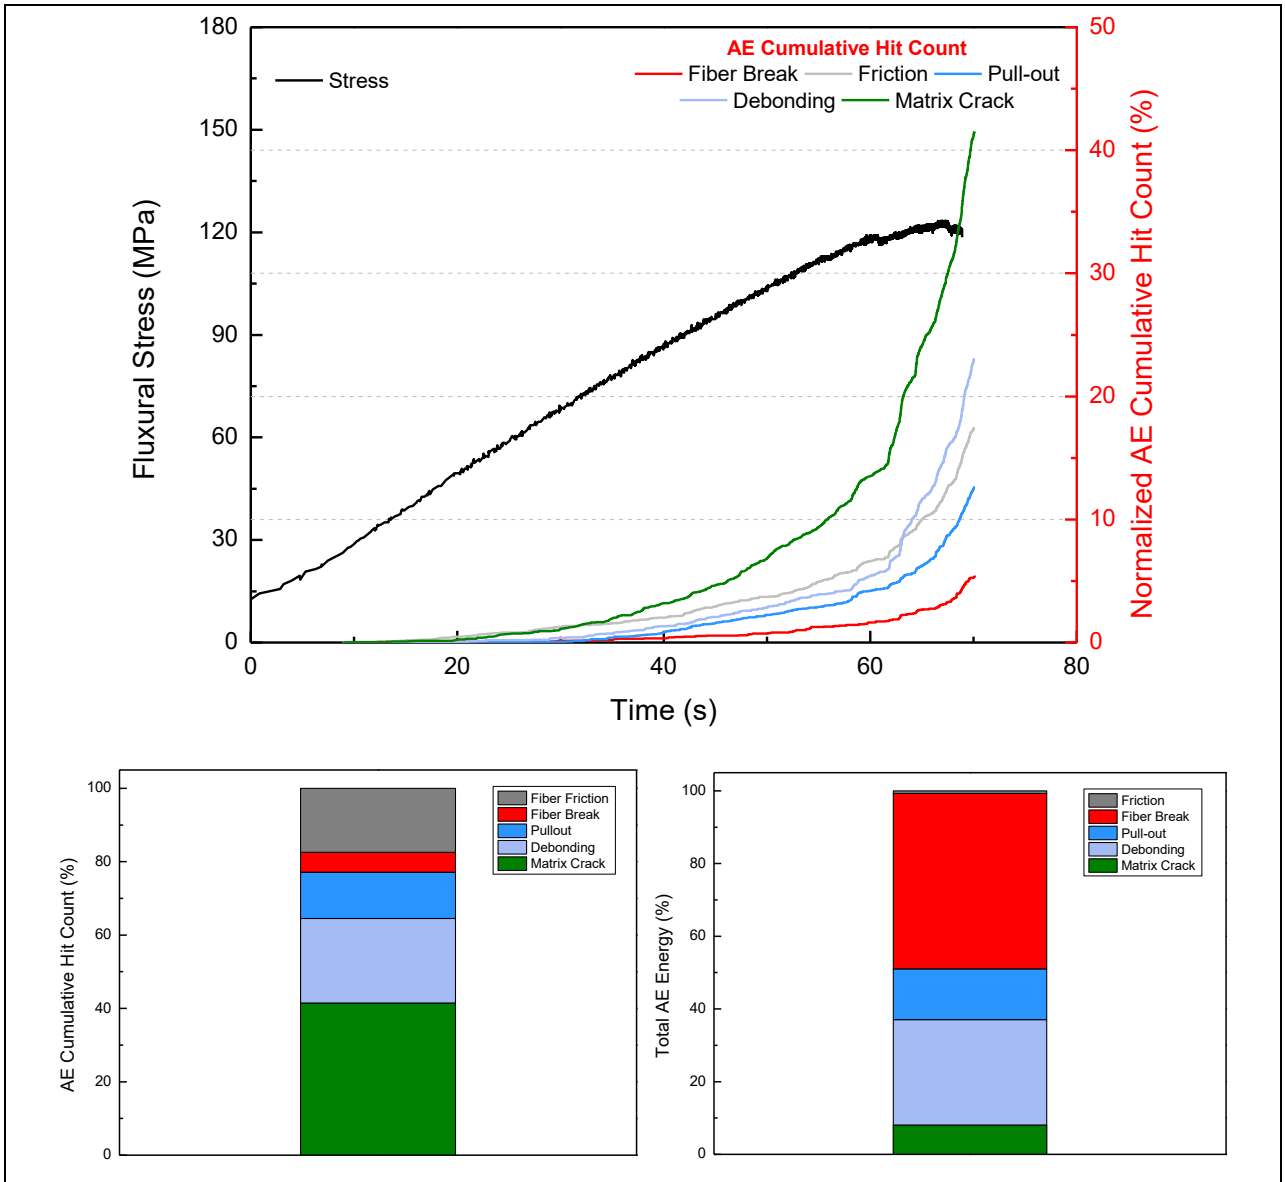 180
50
AE Cumulative Hit Count
Stress
Fiber Break
Friction
Pull-out
Debonding
Matrix Crack
150
40
120
30
90
20
60
10
30
0
0
0
20
40
60
80
Fluxural Stress (MPa)
Normalized AE Cumulative Hit Count (%)
Time (s)
100
80
60
40
20
0
AE Cumulative Hit Count (%)
Fiber Friction
Fiber Break
Pullout
Debonding
Matrix Crack
100
80
60
40
20
0
Total AE Energy (%)
Friction
Fiber Break
Pull-out
Debonding
Matrix Crack